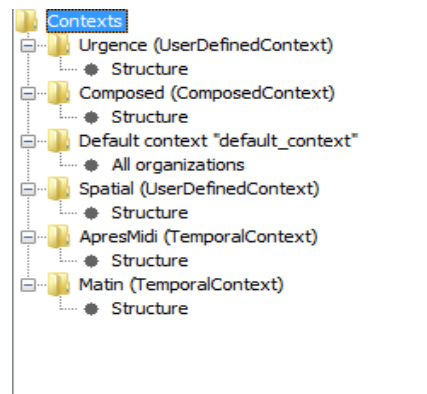 Contexts
Urgence (UserDefinedContext)
Structure
Composed (ComposedContext)
Structure
Default context "default_context"
All organizations
Spatial (UserDefinedContext)
Structure
ApresMidi (TemporalContext)
Structure
Matin (TemporalContext)
Structure